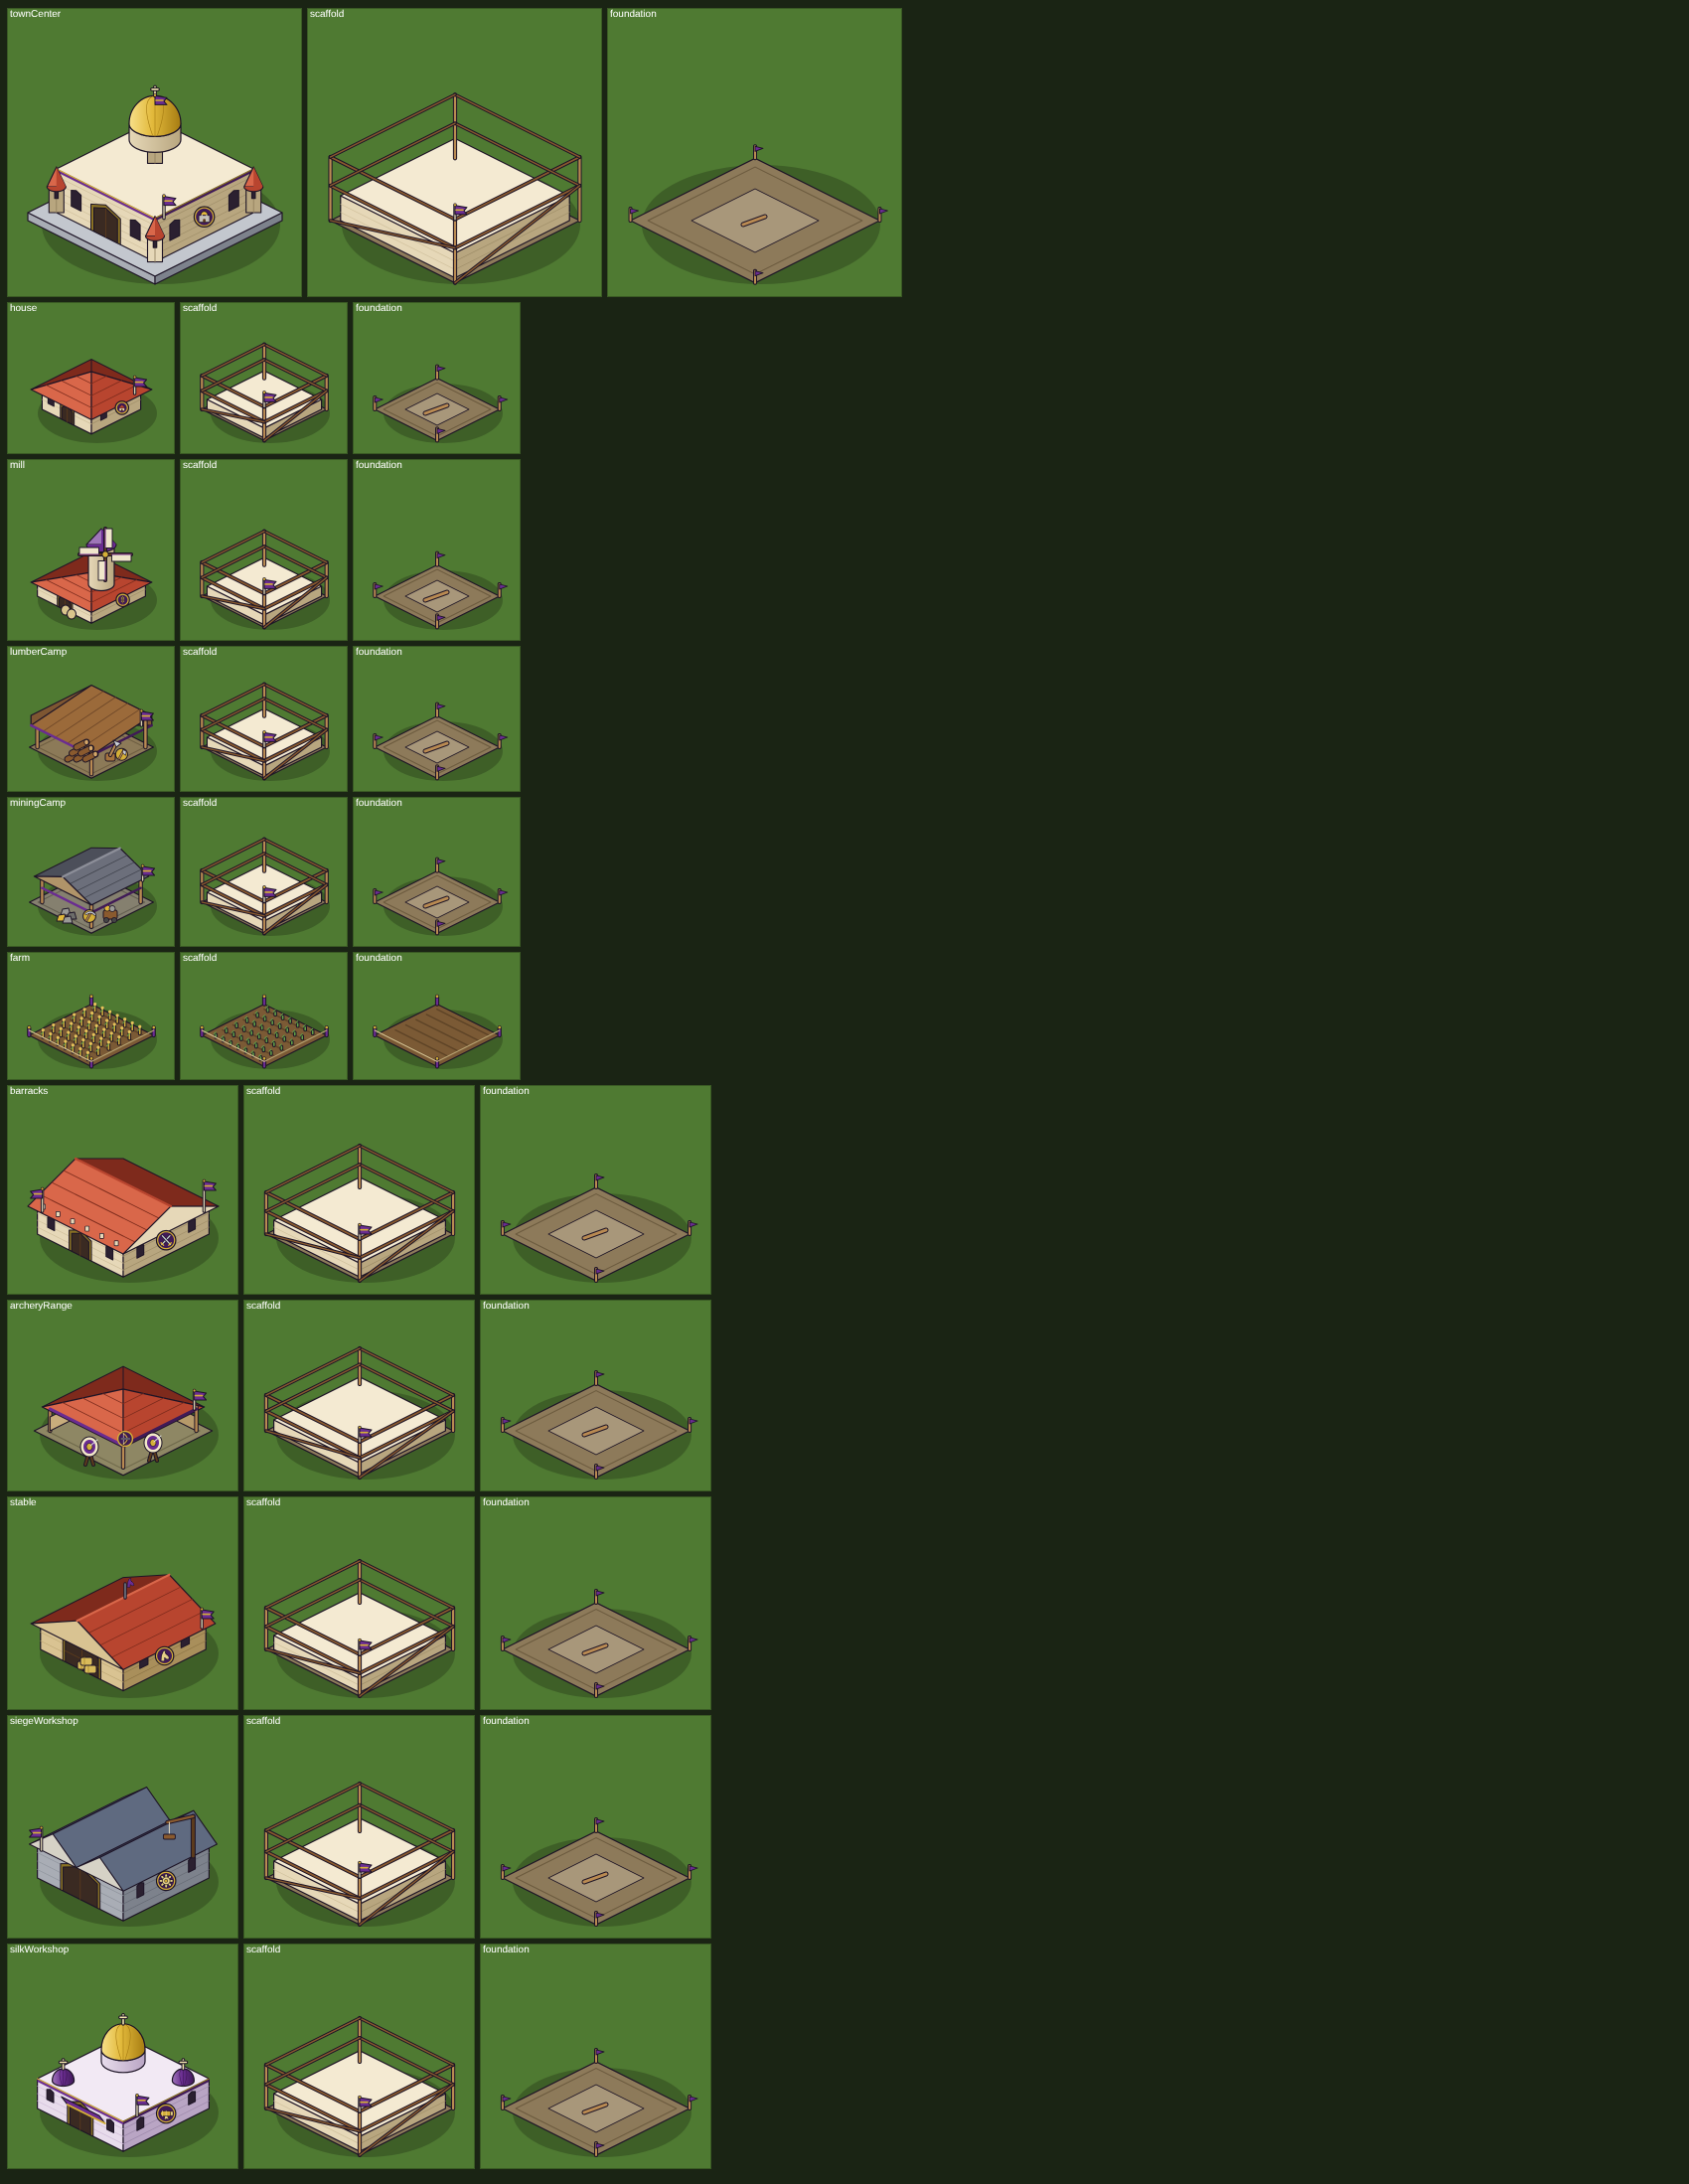 townCenter scaffold foundation
house scaffold foundation
mill scaffold foundation
lumberCamp scaffold foundation
miningCamp scaffold foundation
farm scaffold foundation
barracks scaffold foundation
archeryRange scaffold foundation
stable scaffold foundation
siegeWorkshop scaffold foundation
silkWorkshop scaffold foundation